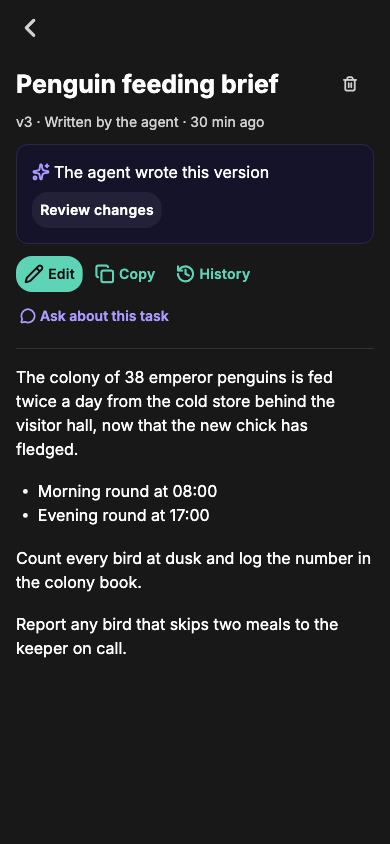 Penguin feeding brief
v3 · Written by the agent · 30 min ago
The agent wrote this version
Review changes
Edit
Copy
History
Ask about this task
The colony of 38 emperor penguins is fed
twice a day from the cold store behind the
visitor hall, now that the new chick has
fledged.
• Morning round at 08:00
• Evening round at 17:00
Count every bird at dusk and log the number in
the colony book.
Report any bird that skips two meals to the
keeper on call.